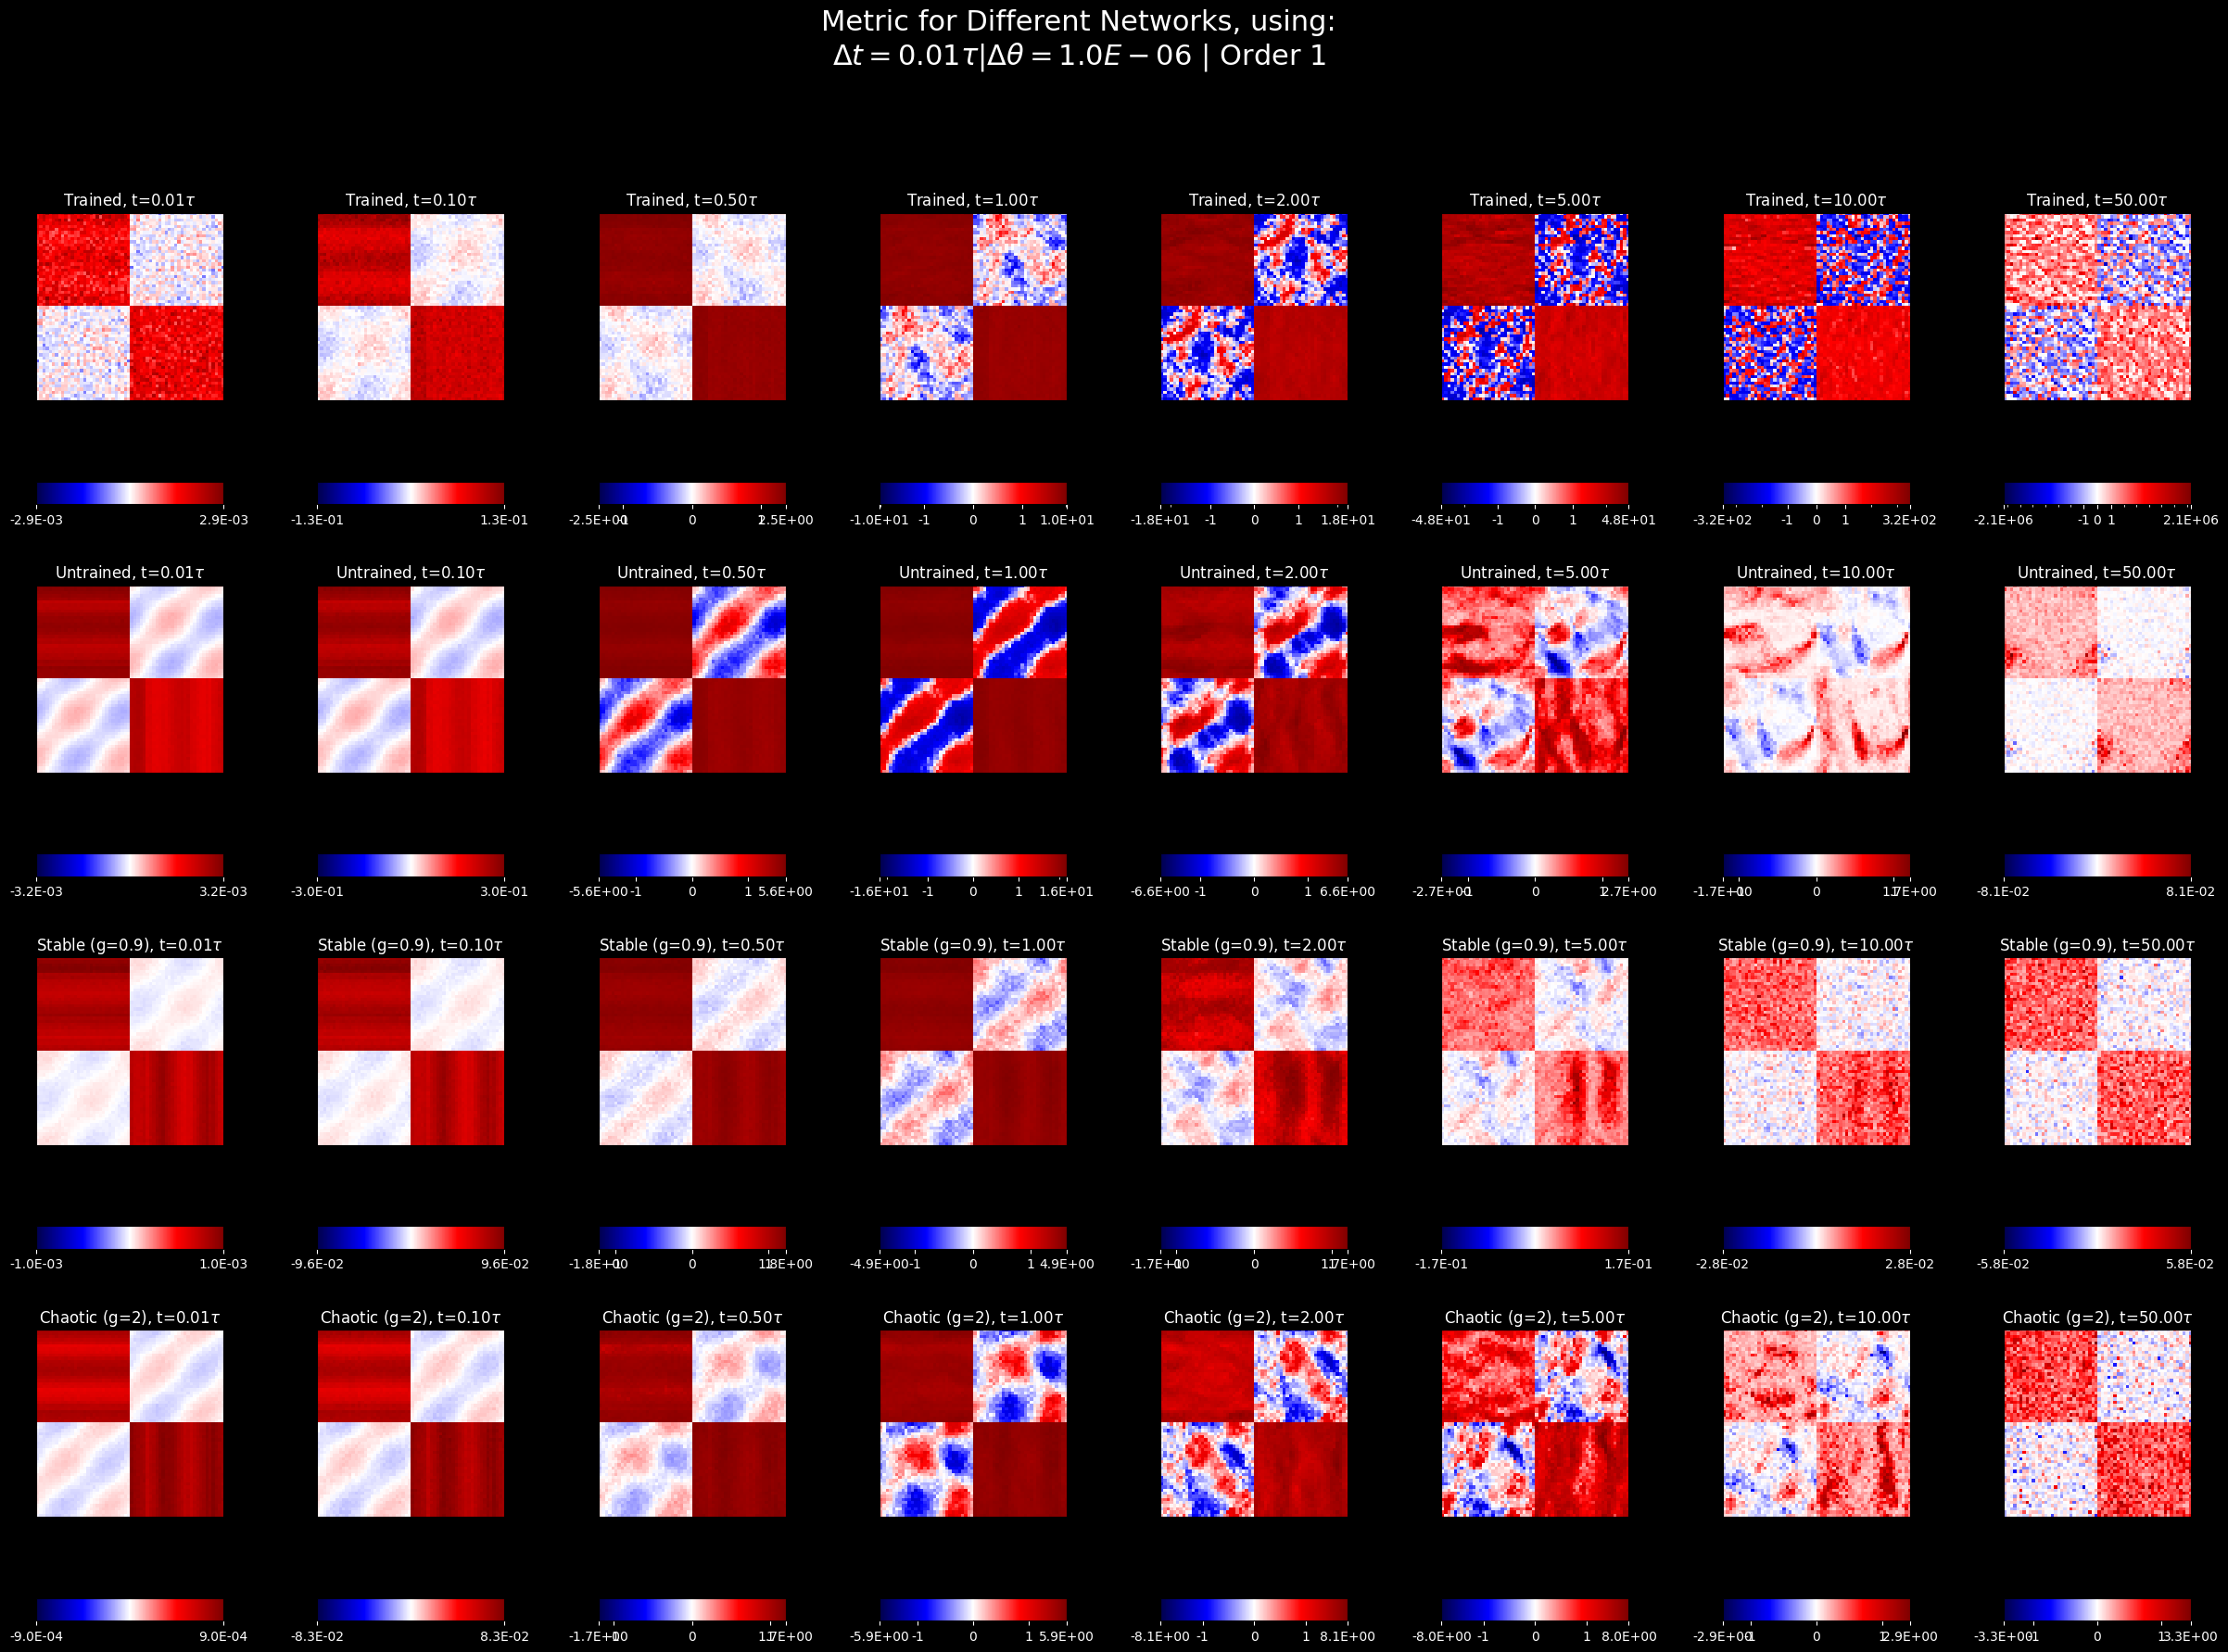 Metric for Different Networks, using:
Δt = 0.01τ|Δθ = 1.0E − 06 | Order 1
Trained, t=0.01τ Trained, t=0.10τ Trained, t=0.50τ Trained, t=1.00τ Trained, t=2.00τ Trained, t=5.00τ Trained, t=10.00τ Trained, t=50.00τ
-2.9E-03 2.9E-03 -1.3E-01 1.3E-01 -2.5E+00 0 2.5E+00 -1.0E+01 -1 0 1 1.0E+01 -1.8E+01 -1 0 1 1.8E+01 -4.8E+01 -1 0 1 4.8E+01 -3.2E+02 -1 0 1 3.2E+02 -2.1E+06 -1 0 1 2.1E+06
Untrained, t=0.01τ Untrained, t=0.10τ Untrained, t=0.50τ Untrained, t=1.00τ Untrained, t=2.00τ Untrained, t=5.00τ Untrained, t=10.00τ Untrained, t=50.00τ
-3.2E-03 3.2E-03 -3.0E-01 3.0E-01 -5.6E+00 -1 0 1 5.6E+00 -1.6E+01 -1 0 1 1.6E+01 -6.6E+00 -1 0 1 6.6E+00 -2.7E+00 0 2.7E+00 0 -8.1E-02 8.1E-02
Stable (g=0.9), t=0.01τ Stable (g=0.9), t=0.10τ Stable (g=0.9), t=0.50τ Stable (g=0.9), t=1.00τ Stable (g=0.9), t=2.00τ Stable (g=0.9), t=5.00τ Stable (g=0.9), t=10.00τ Stable (g=0.9), t=50.00τ
-1.0E-03 1.0E-03 -9.6E-02 9.6E-02 0 -4.9E+00 -1 0 1 4.9E+00 0 -1.7E-01 1.7E-01 -2.8E-02 2.8E-02 -5.8E-02 5.8E-02
Chaotic (g=2), t=0.01τ Chaotic (g=2), t=0.10τ Chaotic (g=2), t=0.50τ Chaotic (g=2), t=1.00τ Chaotic (g=2), t=2.00τ Chaotic (g=2), t=5.00τ Chaotic (g=2), t=10.00τ Chaotic (g=2), t=50.00τ
-9.0E-04 9.0E-04 -8.3E-02 8.3E-02 0 -5.9E+00 -1 0 1 5.9E+00 -8.1E+00 -1 0 1 8.1E+00 -8.0E+00 -1 0 1 8.0E+00 0 0